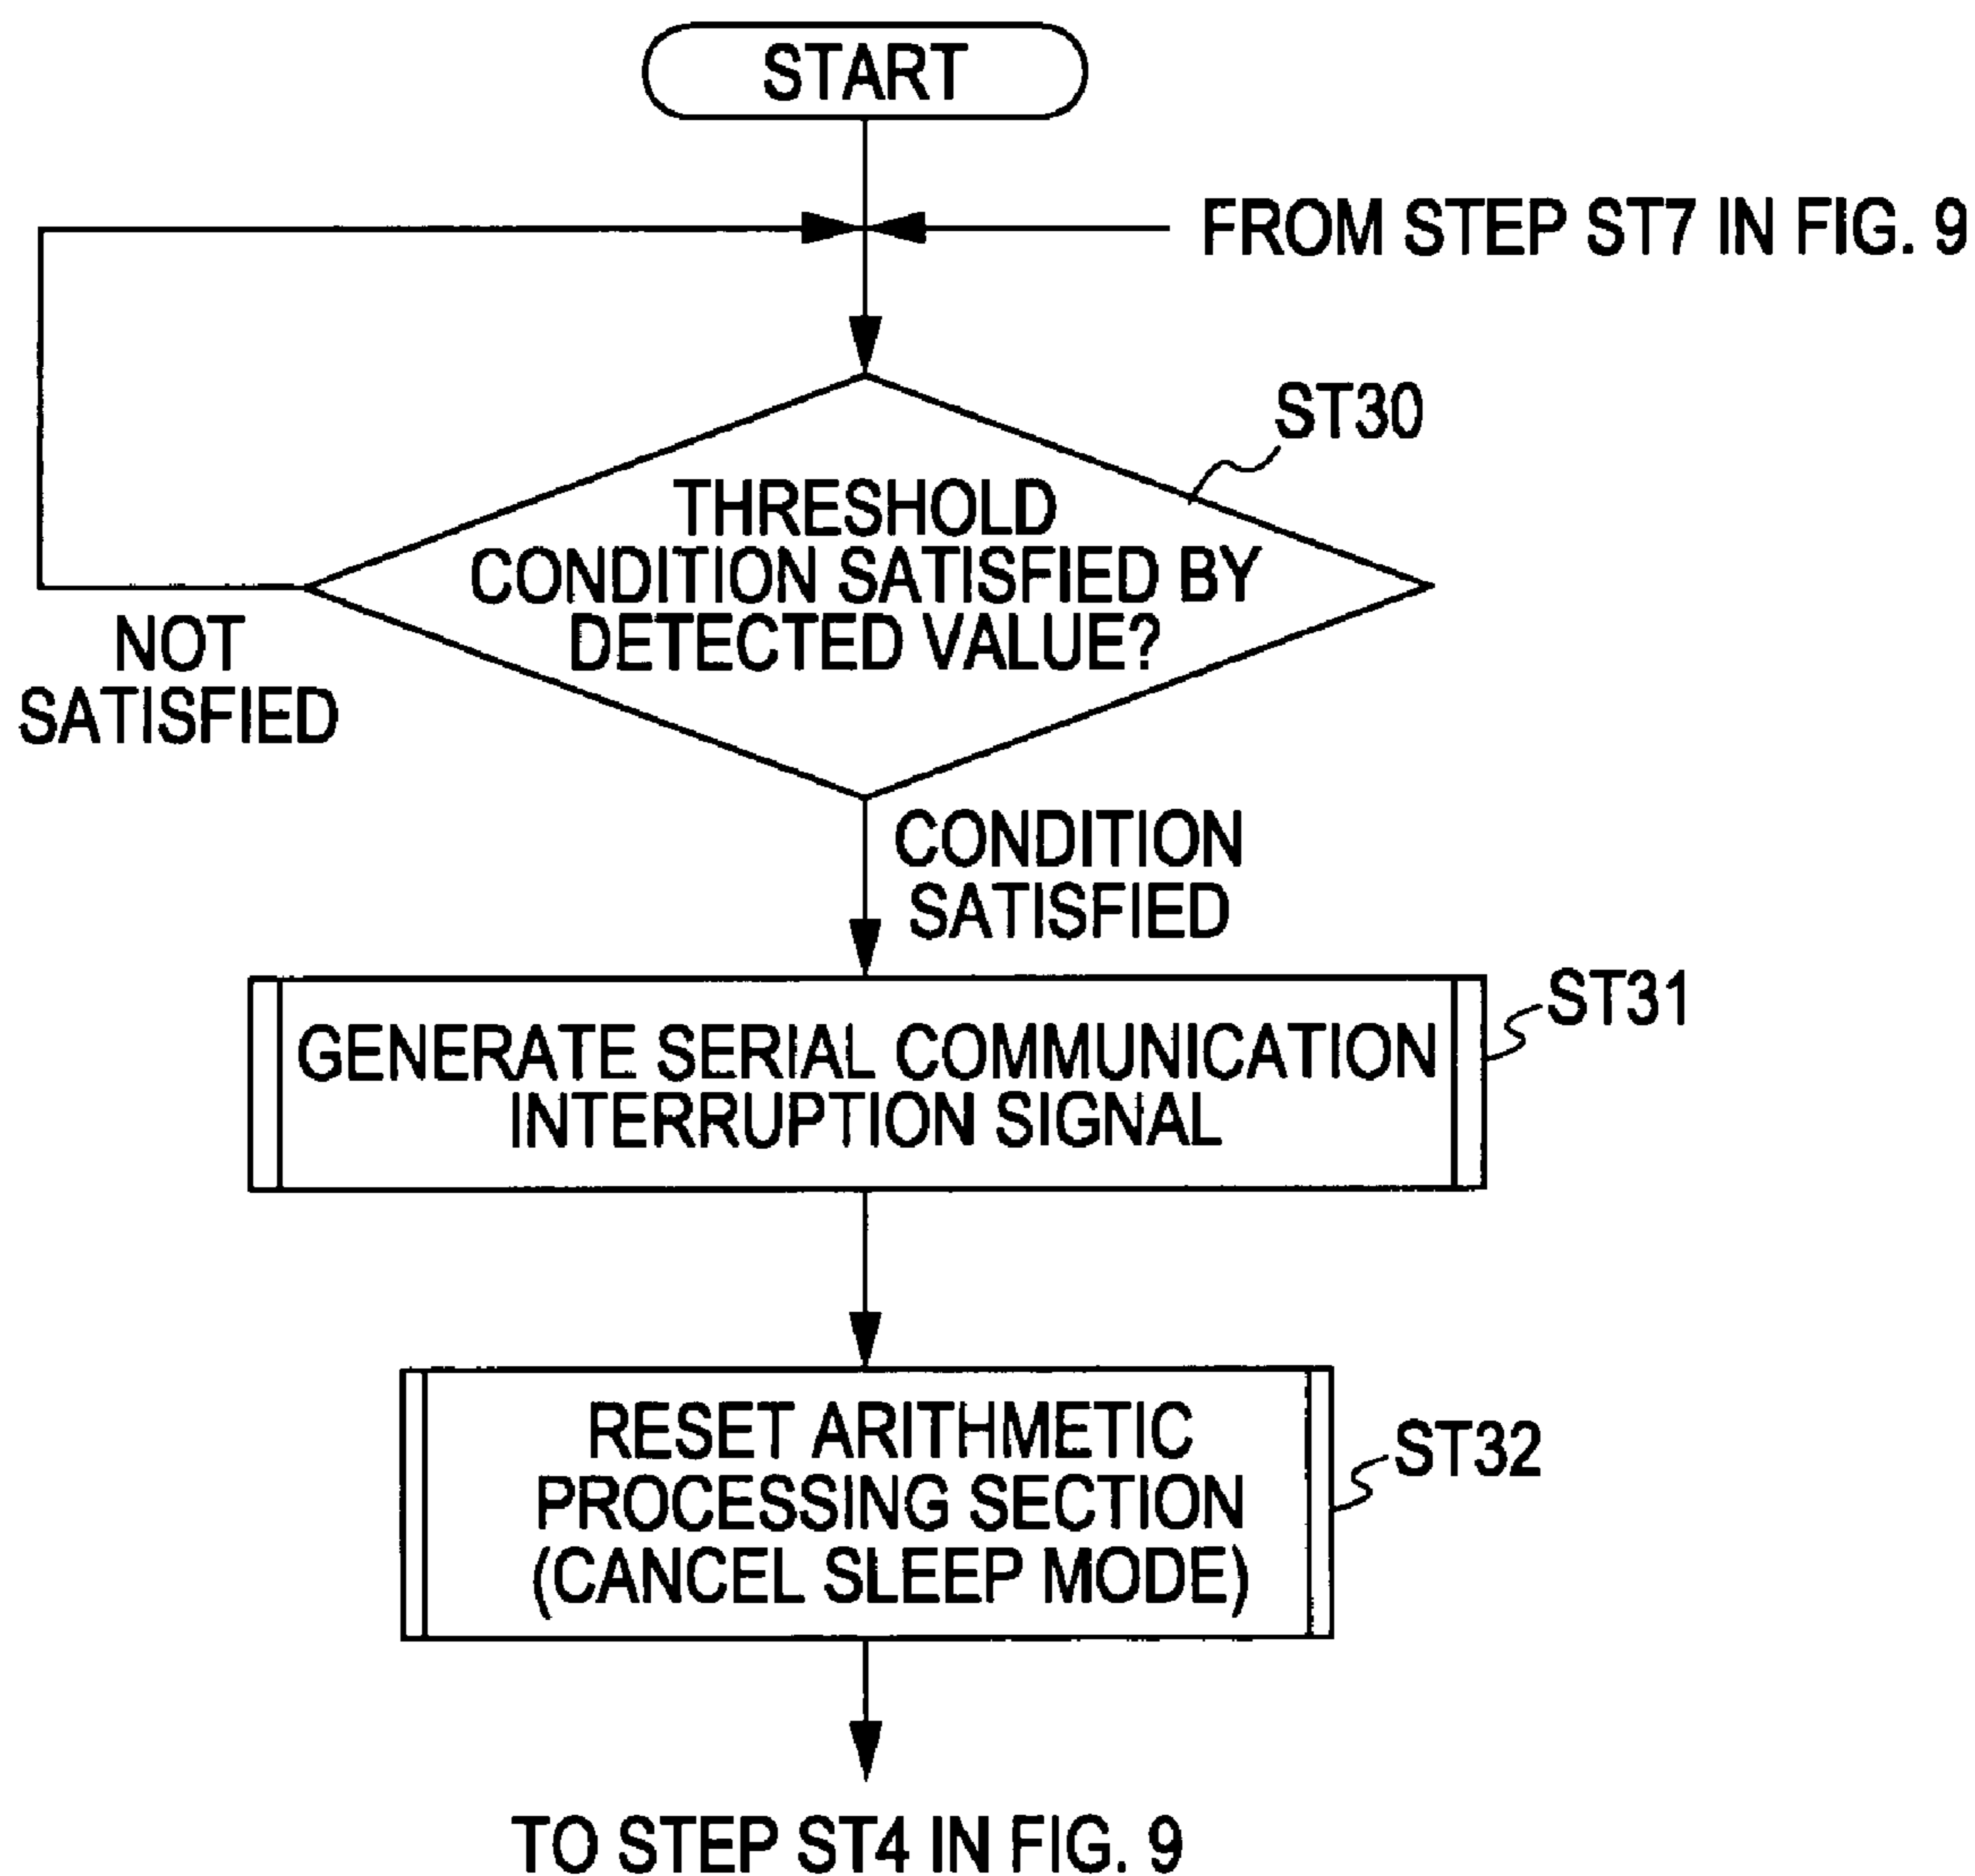 START
FROM STEP ST7 IN FIG. 9
ST30
THRESHOLD
CONDITION SATISFIED BY
DETECTED VALUE?
NOT
SATISFIED
CONDITION
SATISFIED
ST31
GENERATE SERIAL COMMUNICATION
INTERRUPTION SIGNAL
RESET ARITHMETIC
PROCESSING SECTION
(CANCEL SLEEP MODE)
ST32
TO STEP ST4 IN FIG. 9